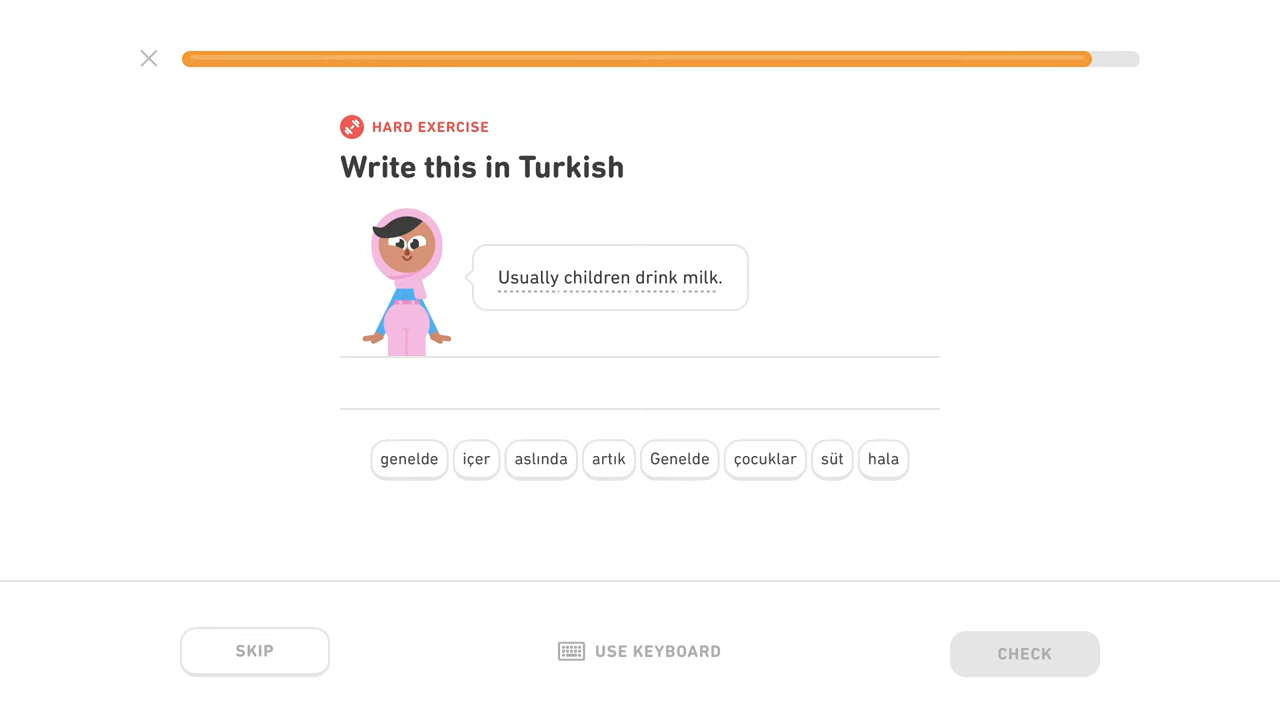 HARD EXERCISE
Write this in Turkish
Usually children drink milk.
genelde içer aslında artık Genelde çocuklar süt hala
SKIP USE KEYBOARD CHECK